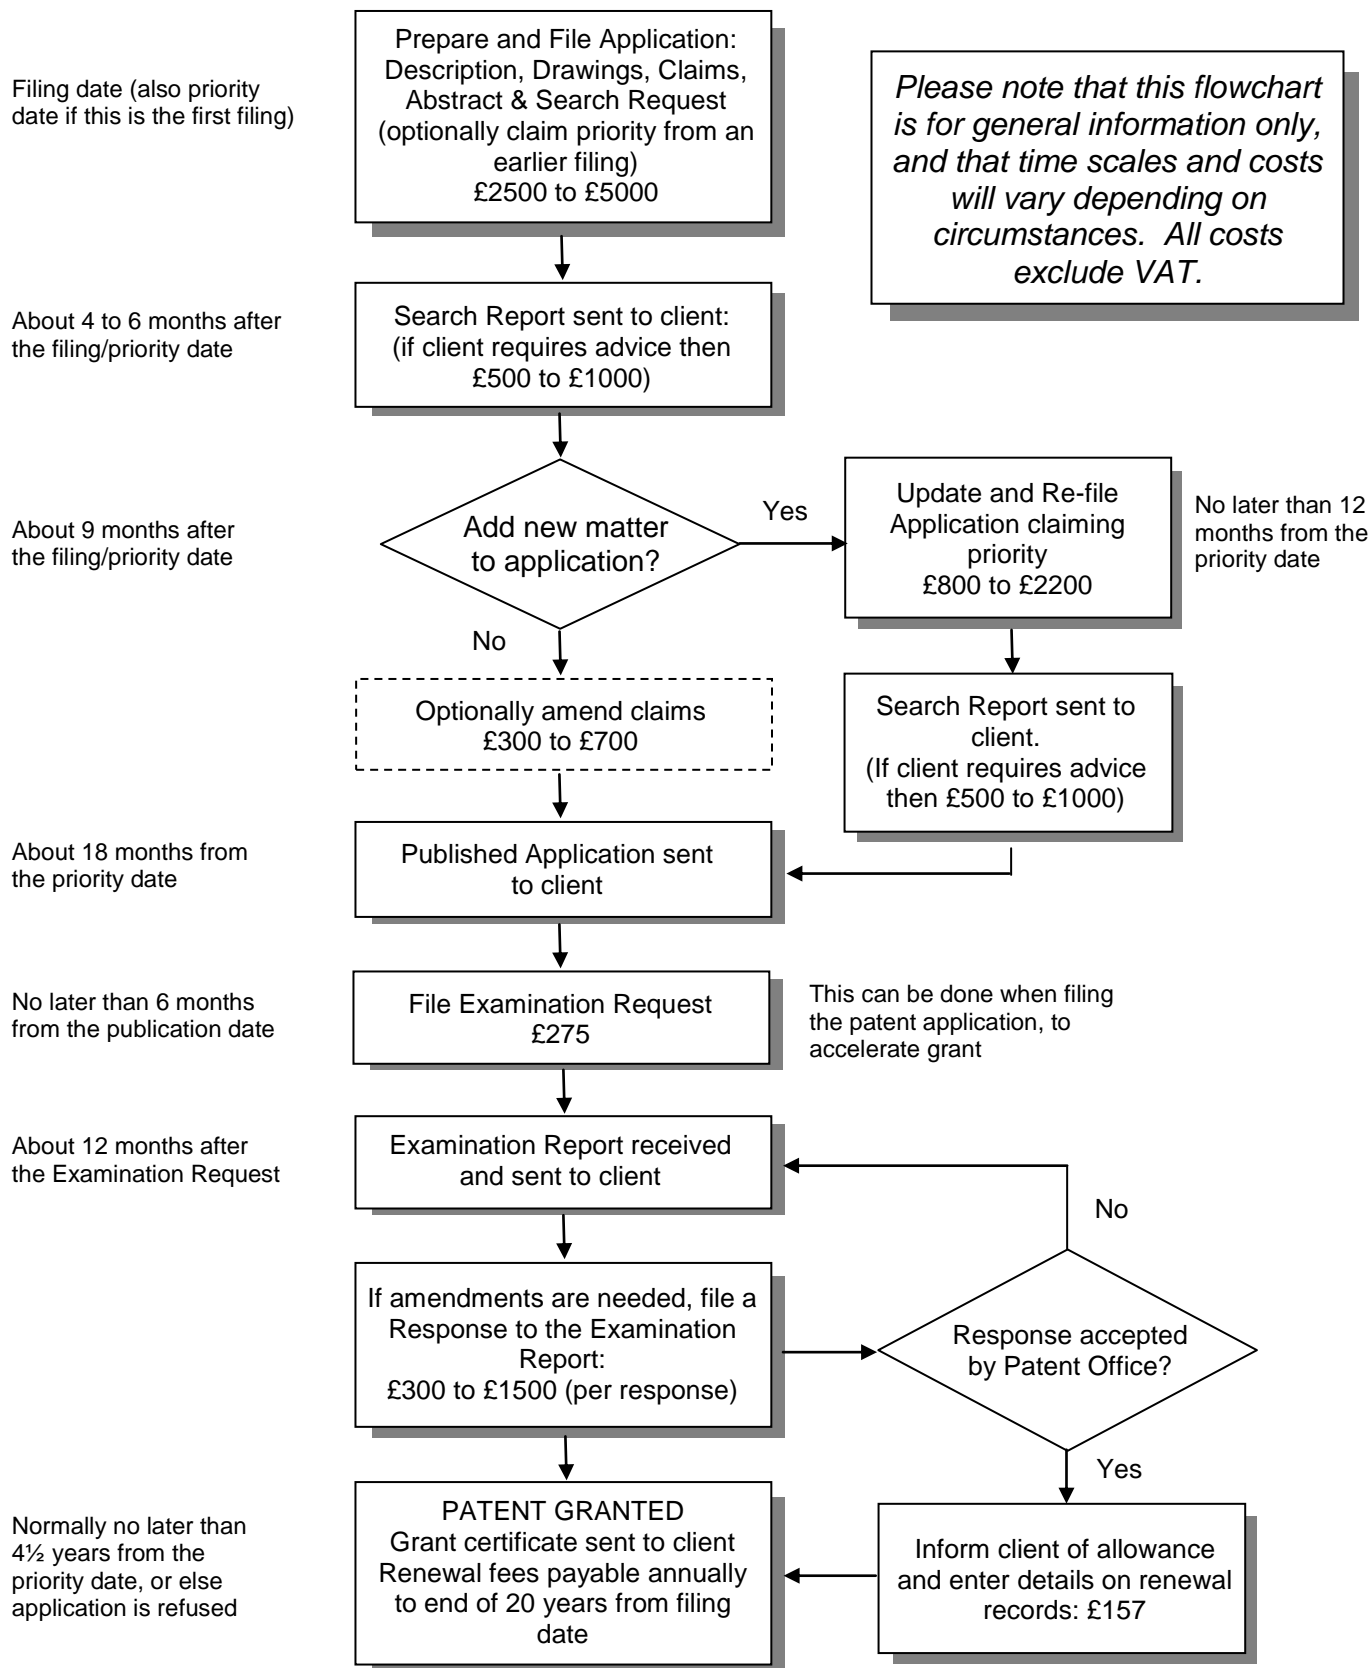 Prepare and File Application:
Description, Drawings, Claims,
Abstract & Search Request
(optionally claim priority from an
earlier filing)
£2500 to £5000
Filing date (also priority
date if this is the first filing)
Please note that this flowchart
is for general information only,
and that time scales and costs
will vary depending on
circumstances. All costs
exclude VAT.
About 4 to 6 months after
the filing/priority date
Search Report sent to client:
(if client requires advice then
£500 to £1000)
About 9 months after
the filing/priority date
Add new matter
to application?
Yes
Update and Re-file
Application claiming
priority
£800 to £2200
No later than 12
months from the
priority date
No
Optionally amend claims
£300 to £700
Search Report sent to
client.
(If client requires advice
then £500 to £1000)
About 18 months from
the priority date
Published Application sent
to client
No later than 6 months
from the publication date
File Examination Request
£275
This can be done when filing
the patent application, to
accelerate grant
About 12 months after
the Examination Request
Examination Report received
and sent to client
No
If amendments are needed, file a
Response to the Examination
Report:
£300 to £1500 (per response)
Response accepted
by Patent Office?
Yes
Normally no later than
4½ years from the
priority date, or else
application is refused
PATENT GRANTED
Grant certificate sent to client
Renewal fees payable annually
to end of 20 years from filing
date
Inform client of allowance
and enter details on renewal
records: £157